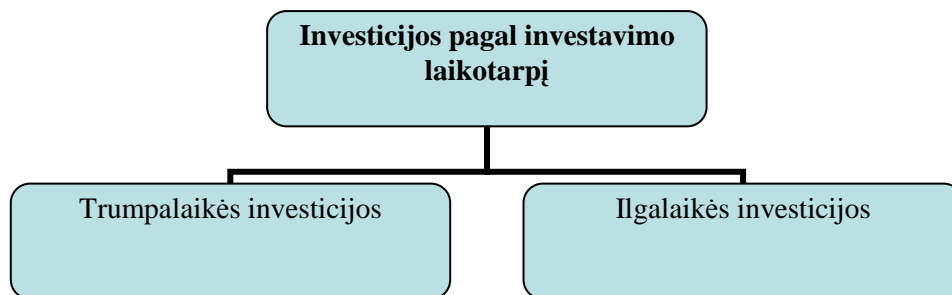 Investicijos pagal investavimo
laikotarpį
Trumpalaikės investicijos
Ilgalaikės investicijos